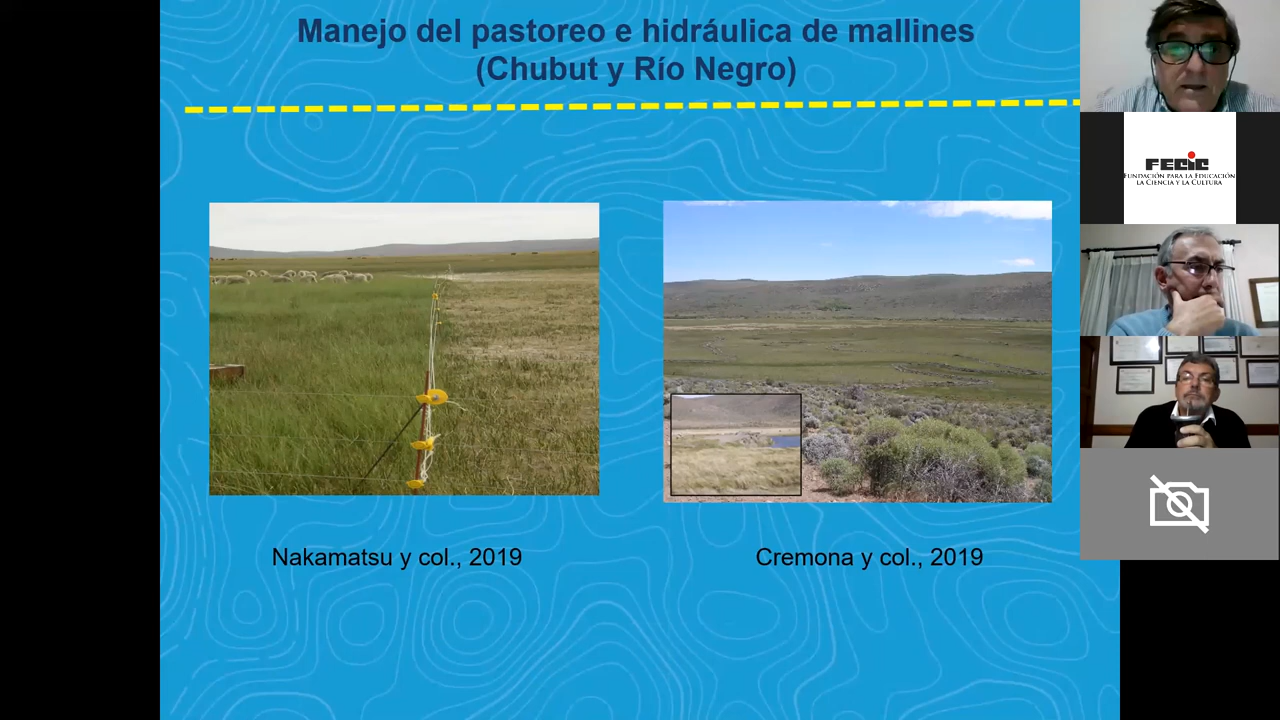 Manejo del pastoreo e hidráulica de mallines
(Chubut y Río Negro)
FECIC
FUNDACIÓN PARA LA EDUCACIÓN
LA CIENCIA Y LA CULTURA
Nakamatsu y col., 2019
Cremona y col., 2019